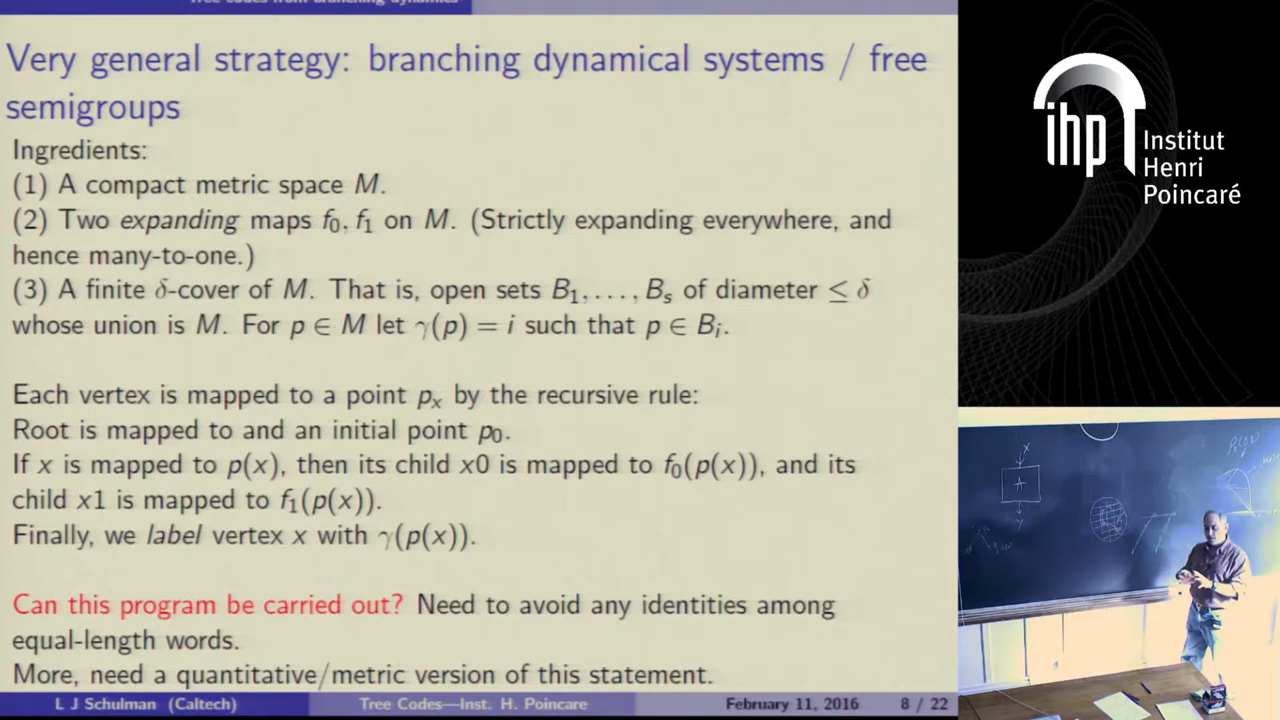 Tree codes from branching dynamics
Very general strategy: branching dynamical systems / free
semigroups
Ingredients:
(1) A compact metric space M.
(2) Two expanding maps f₀, f₁ on M. (Strictly expanding everywhere, and
hence many-to-one.)
(3) A finite δ-cover of M. That is, open sets B₁, . . . , Bₛ of diameter ≤ δ
whose union is M. For p ∈ M let γ(p) = i such that p ∈ Bᵢ.
Each vertex is mapped to a point pₓ by the recursive rule:
Root is mapped to and an initial point p₀.
If x is mapped to p(x), then its child x0 is mapped to f₀(p(x)), and its
child x1 is mapped to f₁(p(x)).
Finally, we label vertex x with γ(p(x)).
Can this program be carried out? Need to avoid any identities among
equal-length words.
More, need a quantitative/metric version of this statement.
L J Schulman (Caltech)
Tree Codes—Inst. H. Poincare
February 11, 2016
8 / 22
ihp
Institut
Henri
Poincaré
x
A
y